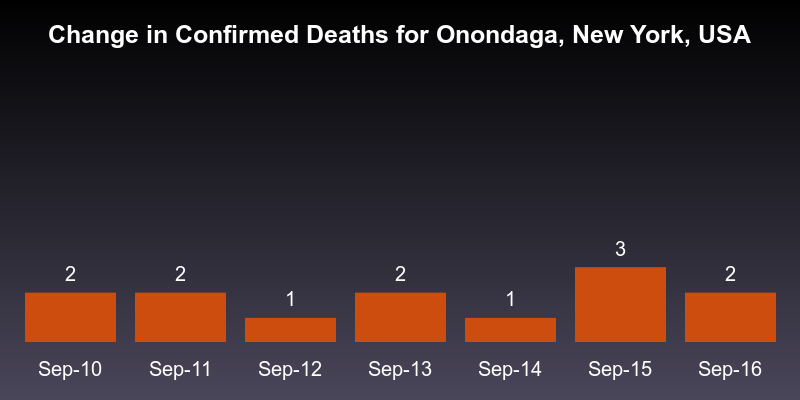 Change in Confirmed Deaths for Onondaga, New York, USA
2 2 1 2 1 3 2
Sep-10 Sep-11 Sep-12 Sep-13 Sep-14 Sep-15 Sep-16